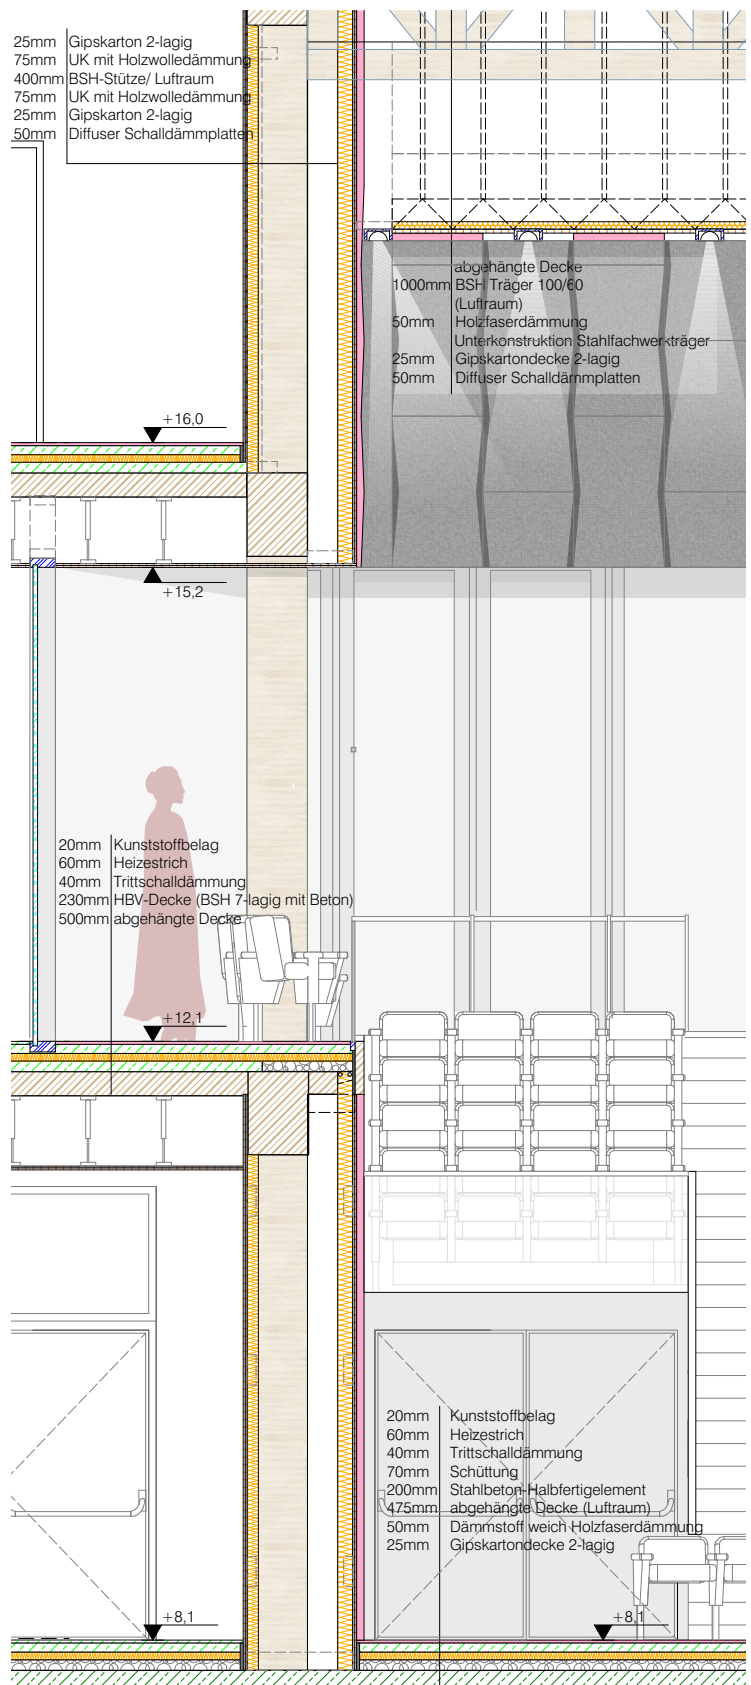 25mm Gipskarton 2-lagig
75mm UK mit Holzwolledämmung
400mm BSH-Stütze/ Luftraum
75mm UK mit Holzwolledämmung
25mm Gipskarton 2-lagig
50mm Diffuser Schalldämmplatten
abgehängte Decke
1000mm BSH Träger 100/60
(Luftraum)
50mm Holzfaserdämmung
Unterkonstruktion Stahlfachwerkträger
25mm Gipskartondecke 2-lagig
50mm Diffuser Schalldämmplatten
+16,0
+15,2
20mm Kunststoffbelag
60mm Heizestrich
40mm Trittschalldämmung
230mm HBV-Decke (BSH 7-lagig mit Beton)
500mm abgehängte Decke
+12,1
20mm Kunststoffbelag
60mm Heizestrich
40mm Trittschalldämmung
70mm Schüttung
200mm Stahlbeton-Halbfertigelement
475mm abgehängte Decke (Luftraum)
50mm Dämmstoff weich Holzfaserdämmung
25mm Gipskartondecke 2-lagig
+8,1
+8,1